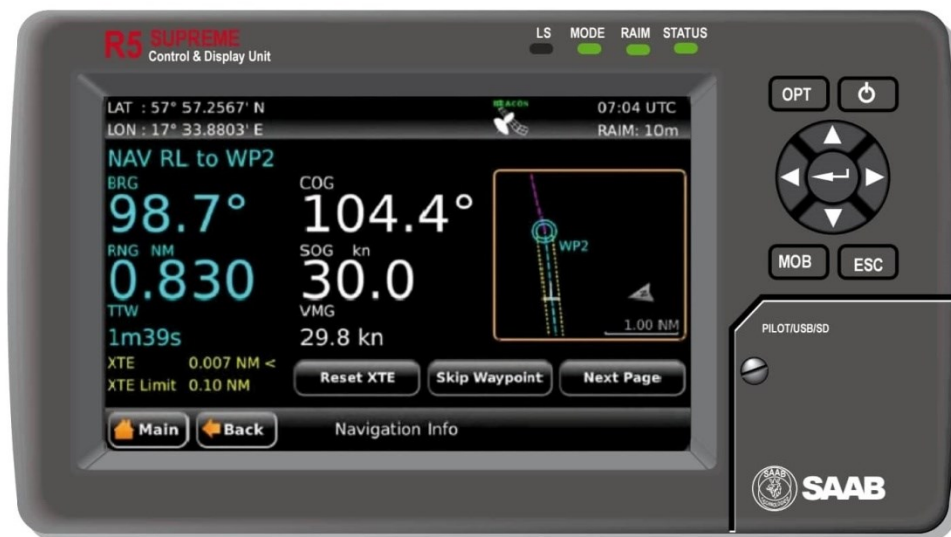 R5 SUPREME
Control & Display Unit
LS MODE RAIM STATUS
OPT
LAT : 57° 57.2567' N
LON : 17° 33.8803' E
07:04 UTC
RAIM: 10m
NAV RL to WP2
BRG
98.7°
COG
104.4°
RNG NM
0.830
SOG kn
30.0
TTW
1m39s
VMG
29.8 kn
XTE 0.007 NM <
XTE Limit 0.10 NM
WP2
1.00 NM
Reset XTE
Skip Waypoint
Next Page
Main
Back
Navigation Info
MOB
ESC
PILOT/USB/SD
SAAB
SAAB